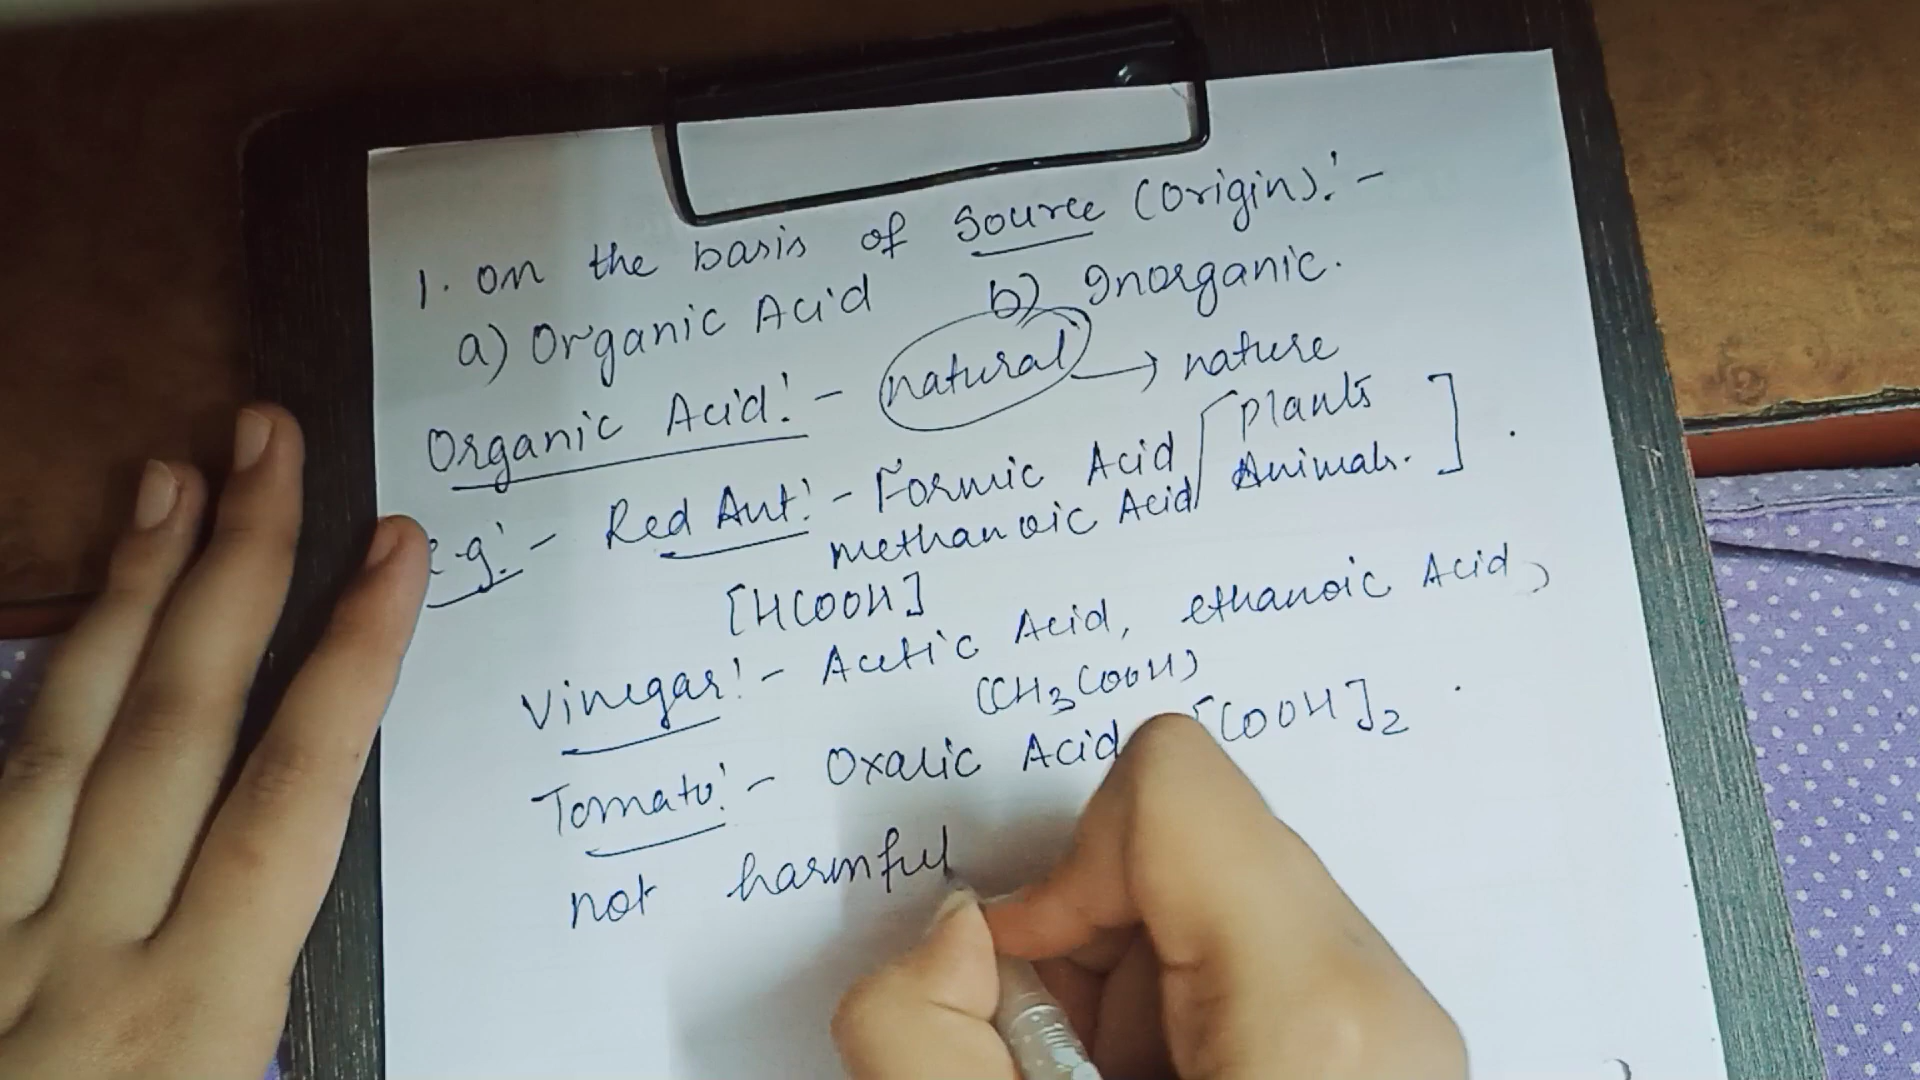 1. On the basis of Source (Origin):-
a) Organic Acid b) Inorganic.
Organic Acid:- natural → nature
[Plants
Animals.]
e.g:- Red Ant:- Formic Acid
Methanoic Acid
[HCOOH]
Vinegar:- Acetic Acid, ethanoic Acid,
(CH3COOH)
Tomato:- Oxalic Acid [COOH]2
not harmful